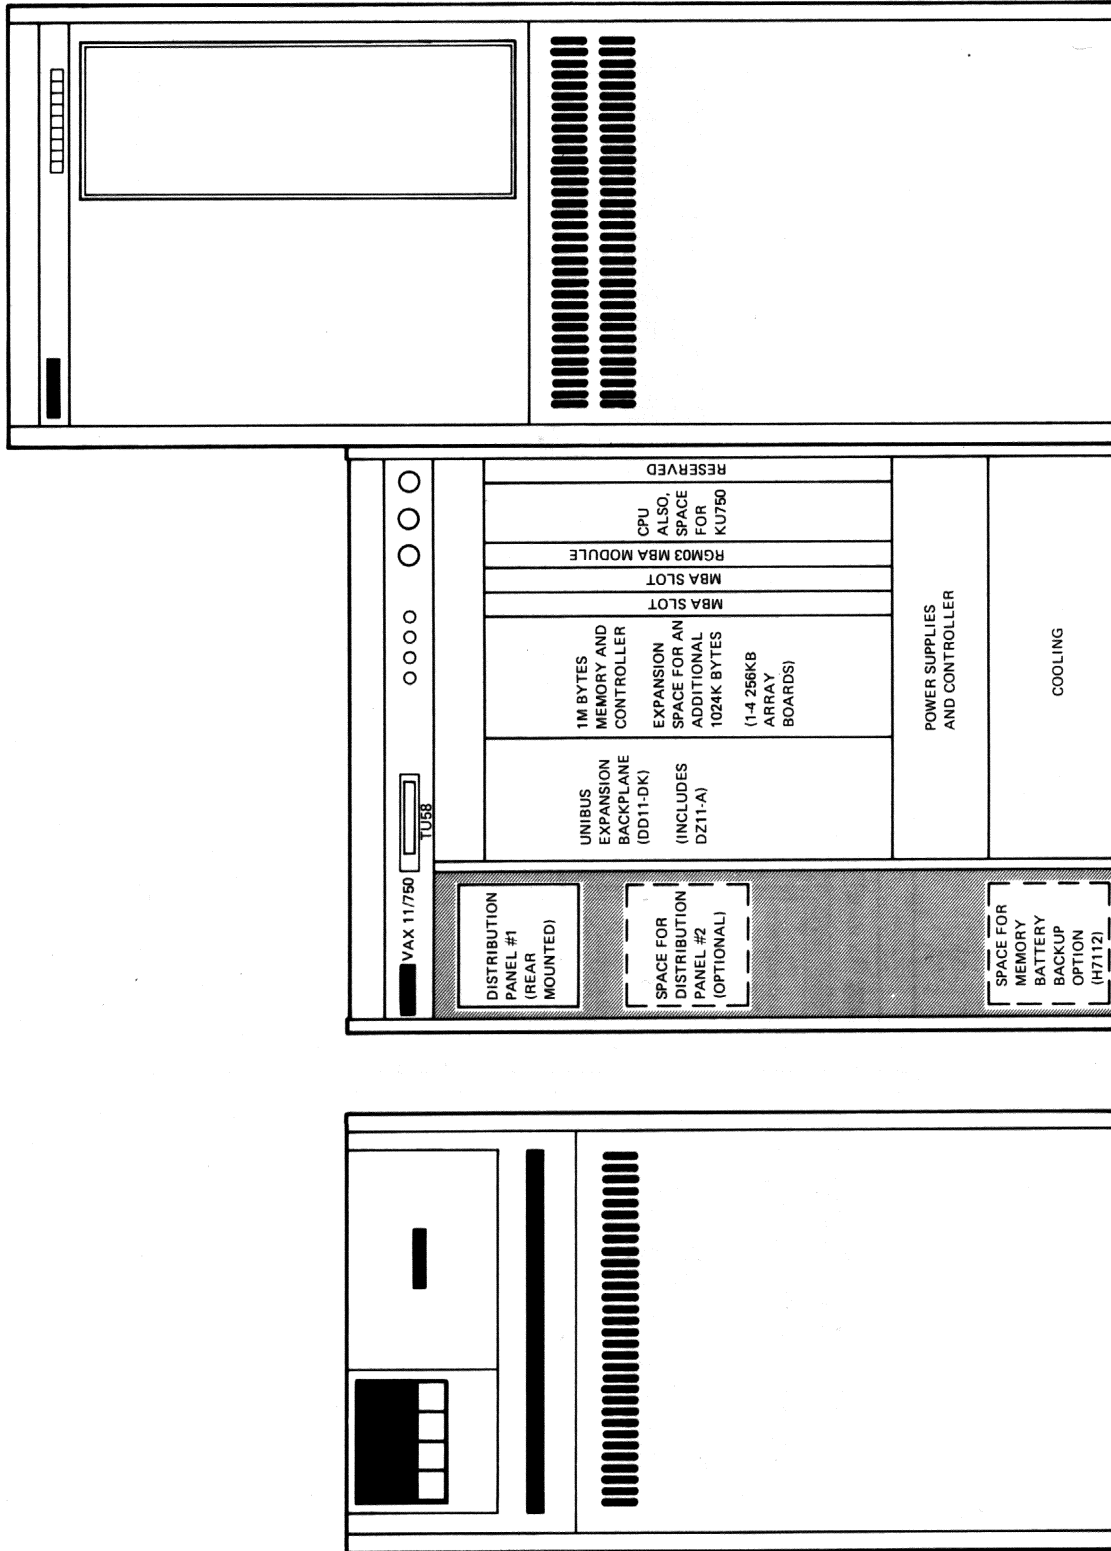 VAX 11/750
TU58
DISTRIBUTION
PANEL #1
(REAR
MOUNTED)
SPACE FOR
DISTRIBUTION
PANEL #2
(OPTIONAL)
SPACE FOR
MEMORY
BATTERY
BACKUP
OPTION
(H7112)
UNIBUS
EXPANSION
BACKPLANE
(DD11-DK)
(INCLUDES
DZ11-A)
1M BYTES
MEMORY AND
CONTROLLER
EXPANSION
SPACE FOR AN
ADDITIONAL
1024K BYTES
(1-4 256KB
ARRAY
BOARDS)
MBA SLOT
MBA SLOT
RGM03 MBA MODULE
CPU
ALSO,
SPACE
FOR
KU750
RESERVED
POWER SUPPLIES
AND CONTROLLER
COOLING